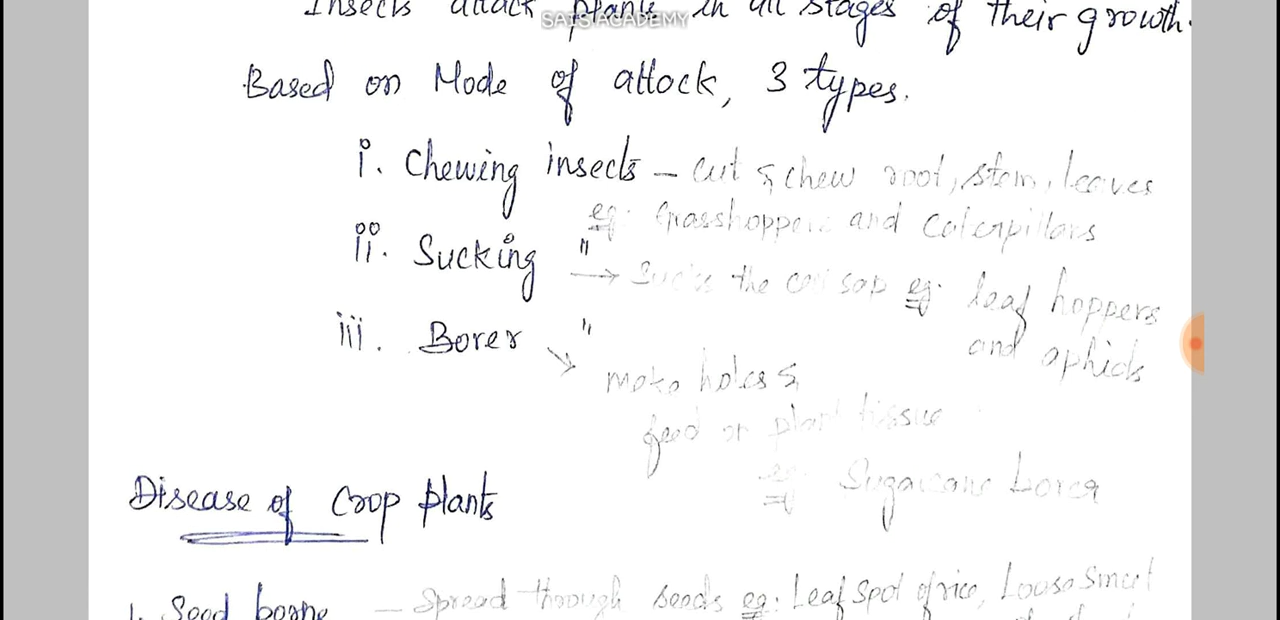 Insects attack plants in all stages of their growth.
SAIS ACADEMY
Based on Mode of attack, 3 types.
i. Chewing insects – cut & chew root, stem, leaves
eg: Grasshoppers and Caterpillars
ii. Sucking " → Sucks the cell sap eg: leaf hoppers
and aphids
iii. Borer "
make holes &
feed on plant tissue
eg Sugarcane borer
Disease of Crop plants
1. Seed borne – Spread through seeds eg: Leaf Spot of rice, Loose Smut